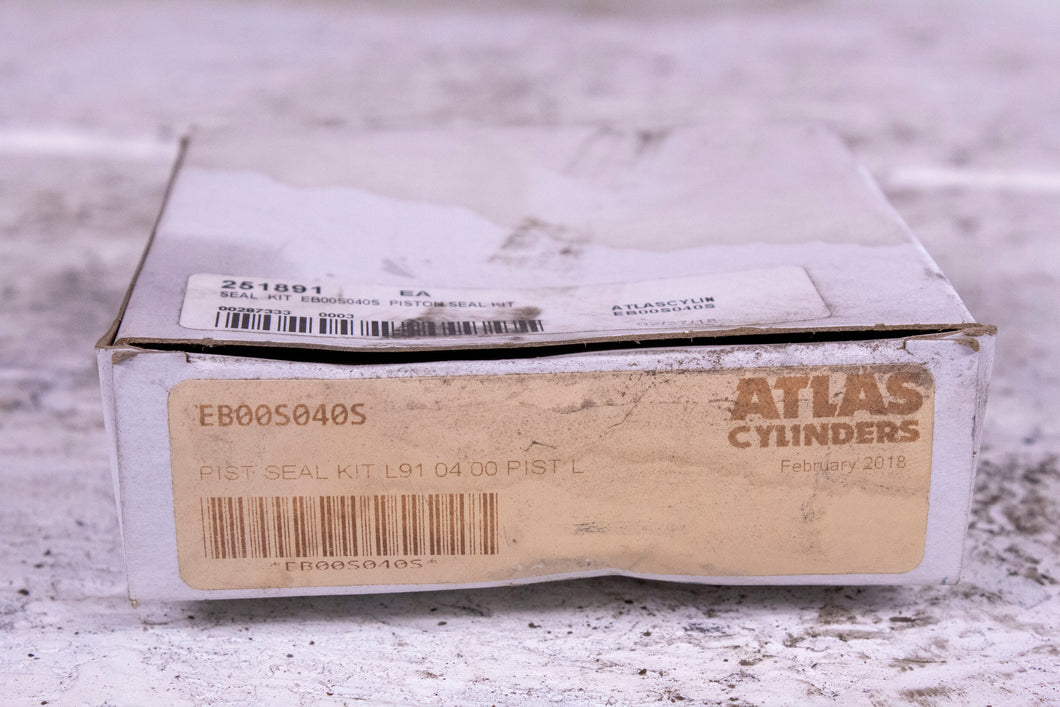 251891 EA
SEAL KIT EB00S040S PISTON SEAL KIT
00287333 0003
ATLASCYLIN
EB00S040S
EB00S040S
ATLAS
CYLINDERS
PIST SEAL KIT L91 04.00 PIST L
February 2018
*EB00S040S*